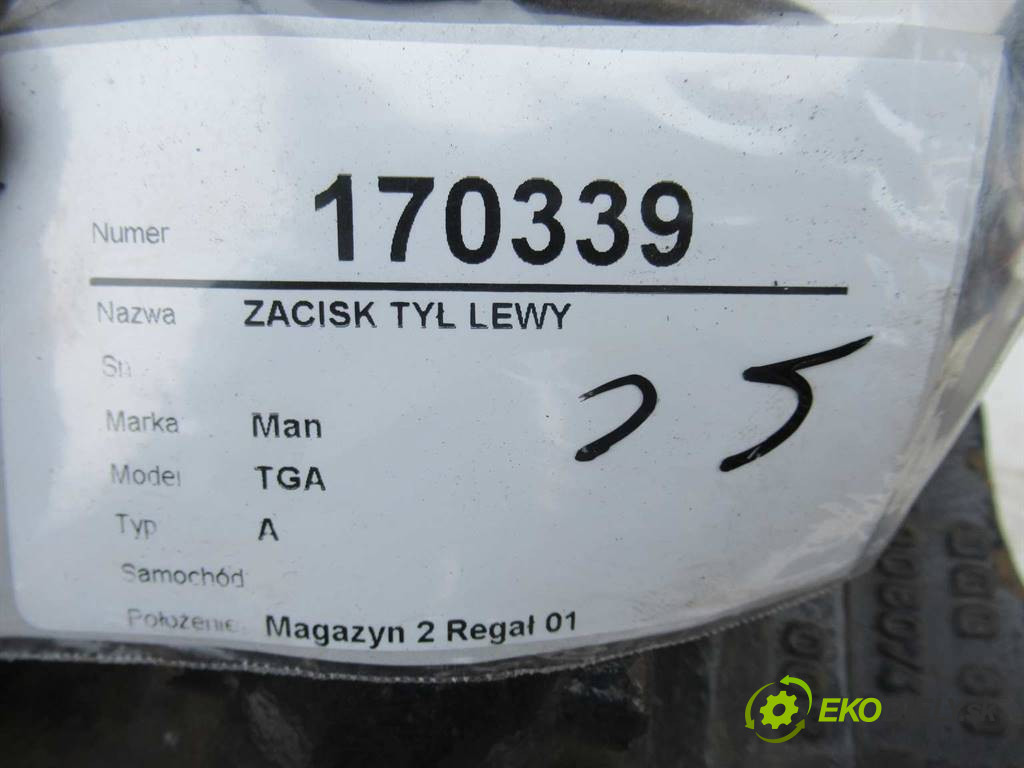 Numer 170339
Nazwa ZACISK TYŁ LEWY
Marka Man
Model TGA
Typ A
Samochód
Położenie Magazyn 2 Regał 01
25
EKO